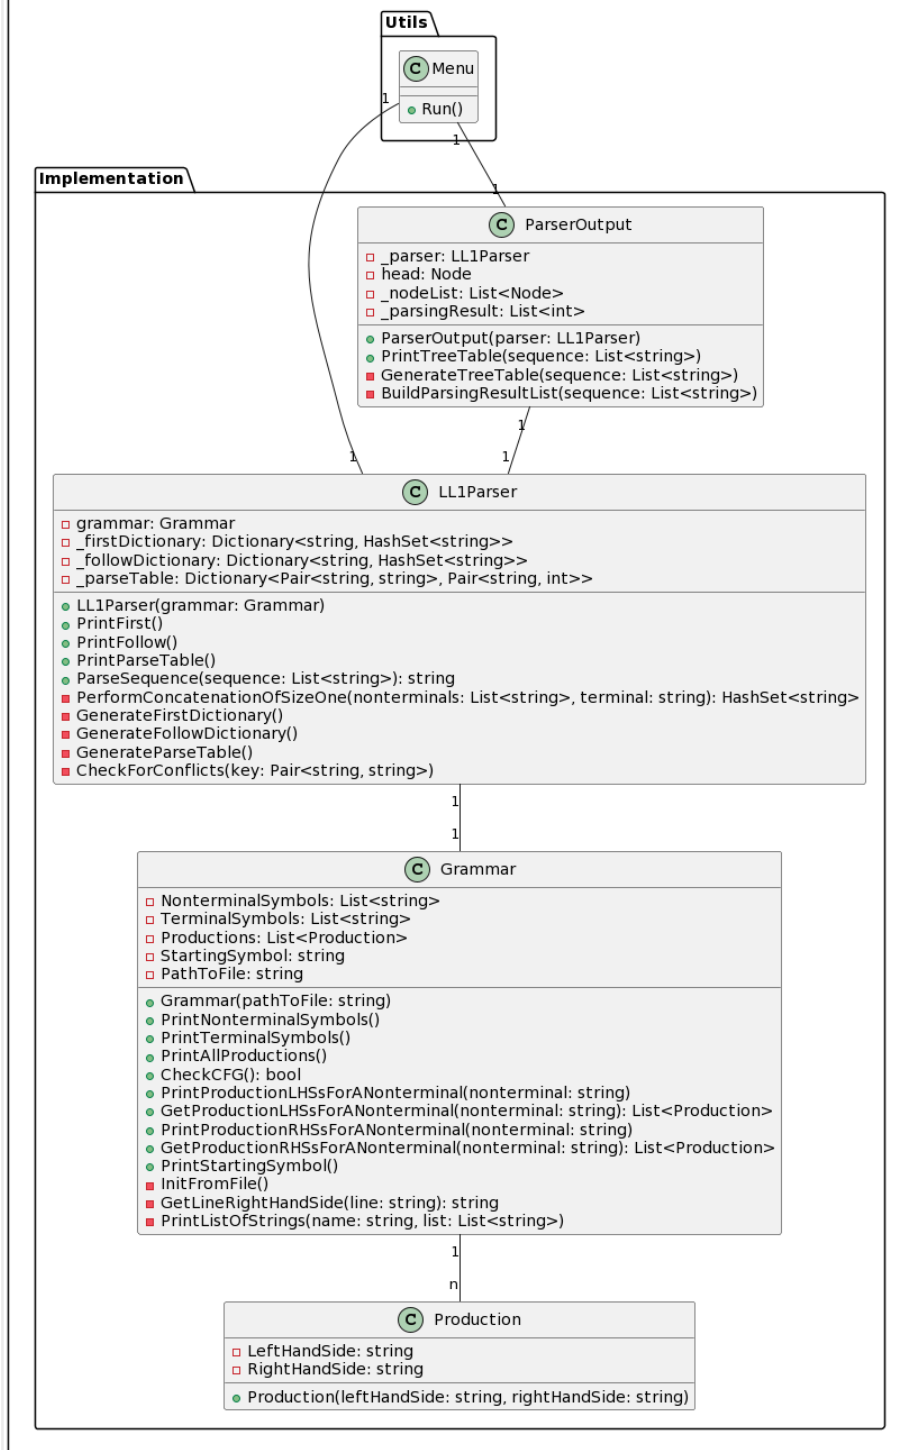 Utils
C Menu
Run()
1
1
Implementation
1
C ParserOutput
_parser: LL1Parser
head: Node
_nodeList: List<Node>
_parsingResult: List<int>
ParserOutput(parser: LL1Parser)
PrintTreeTable(sequence: List<string>)
GenerateTreeTable(sequence: List<string>)
BuildParsingResultList(sequence: List<string>)
1
1 1
C LL1Parser
grammar: Grammar
_firstDictionary: Dictionary<string, HashSet<string>>
_followDictionary: Dictionary<string, HashSet<string>>
_parseTable: Dictionary<Pair<string, string>, Pair<string, int>>
LL1Parser(grammar: Grammar)
PrintFirst()
PrintFollow()
PrintParseTable()
ParseSequence(sequence: List<string>): string
PerformConcatenationOfSizeOne(nonterminals: List<string>, terminal: string): HashSet<string>
GenerateFirstDictionary()
GenerateFollowDictionary()
GenerateParseTable()
CheckForConflicts(key: Pair<string, string>)
1
1
C Grammar
NonterminalSymbols: List<string>
TerminalSymbols: List<string>
Productions: List<Production>
StartingSymbol: string
PathToFile: string
Grammar(pathToFile: string)
PrintNonterminalSymbols()
PrintTerminalSymbols()
PrintAllProductions()
CheckCFG(): bool
PrintProductionLHSsForANonterminal(nonterminal: string)
GetProductionLHSsForANonterminal(nonterminal: string): List<Production>
PrintProductionRHSsForANonterminal(nonterminal: string)
GetProductionRHSsForANonterminal(nonterminal: string): List<Production>
PrintStartingSymbol()
InitFromFile()
GetLineRightHandSide(line: string): string
PrintListOfStrings(name: string, list: List<string>)
1
n
C Production
LeftHandSide: string
RightHandSide: string
Production(leftHandSide: string, rightHandSide: string)